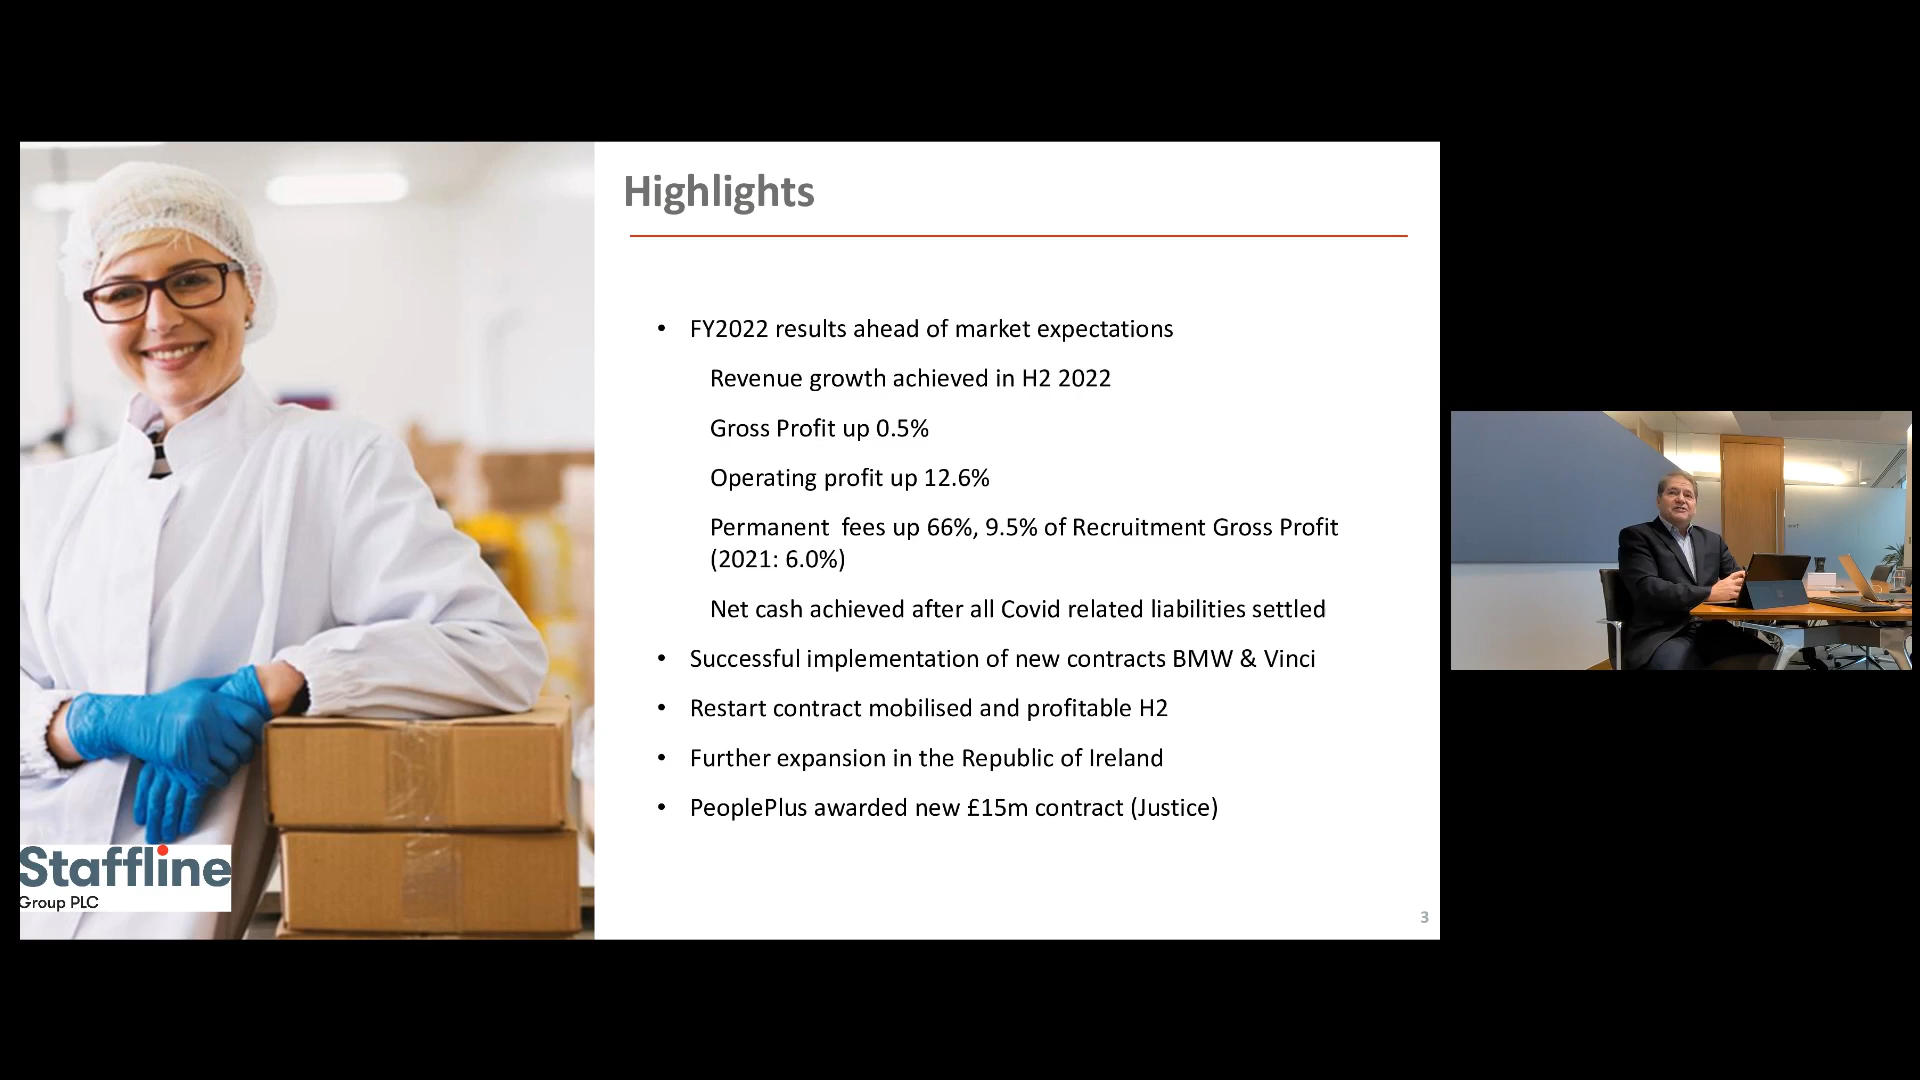 Highlights
• FY2022 results ahead of market expectations
Revenue growth achieved in H2 2022
Gross Profit up 0.5%
Operating profit up 12.6%
Permanent  fees up 66%, 9.5% of Recruitment Gross Profit
(2021: 6.0%)
Net cash achieved after all Covid related liabilities settled
• Successful implementation of new contracts BMW & Vinci
• Restart contract mobilised and profitable H2
• Further expansion in the Republic of Ireland
• PeoplePlus awarded new £15m contract (Justice)
Staffline
Group PLC
3